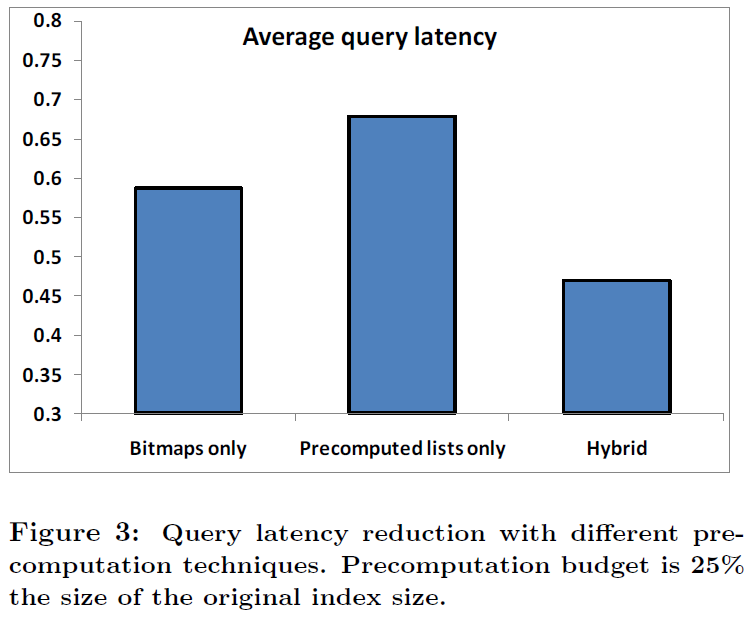 Average query latency
0.8
0.75
0.7
0.65
0.6
0.55
0.5
0.45
0.4
0.35
0.3
Bitmaps only
Precomputed lists only
Hybrid
Figure 3: Query latency reduction with different pre-
computation techniques. Precomputation budget is 25%
the size of the original index size.